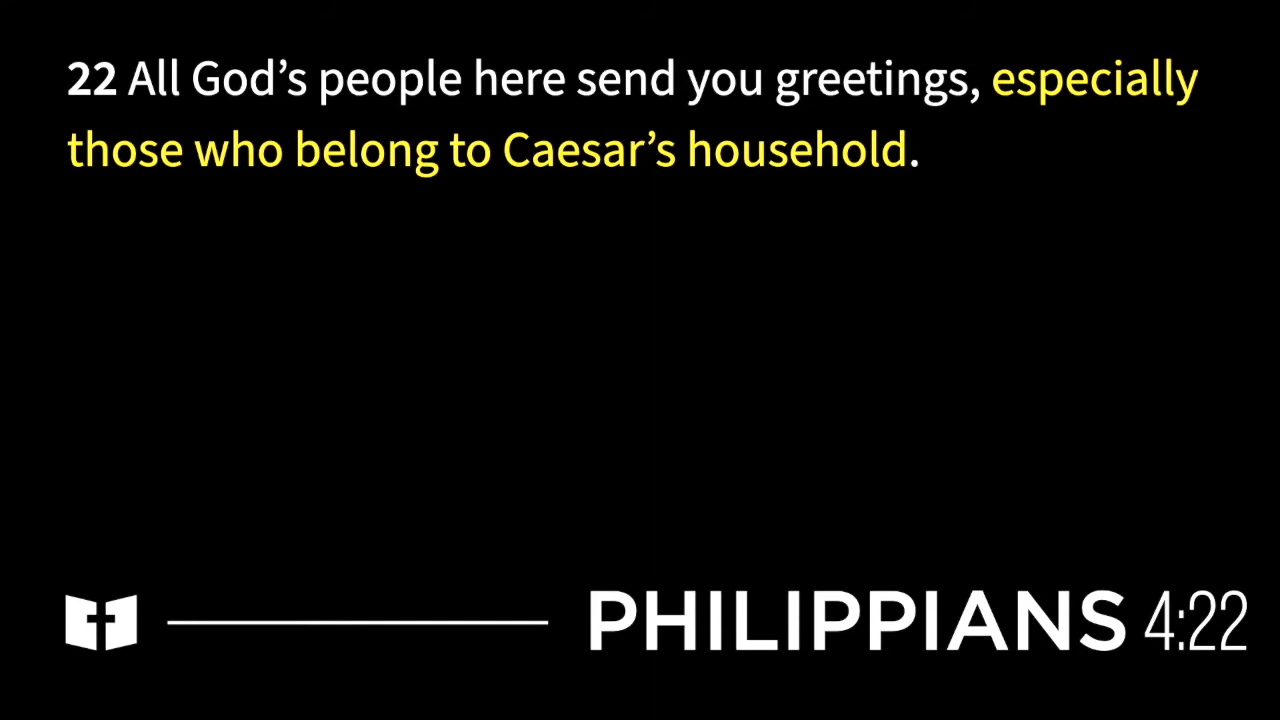 22 All God’s people here send you greetings, especially
those who belong to Caesar’s household.
PHILIPPIANS 4:22